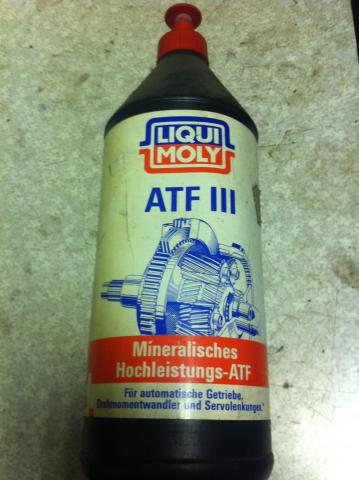 LIQUI
MOLY
ATF III
Mineralisches
Hochleistungs-ATF
Für automatische Getriebe,
Drehmomentwandler und Servolenkungen.